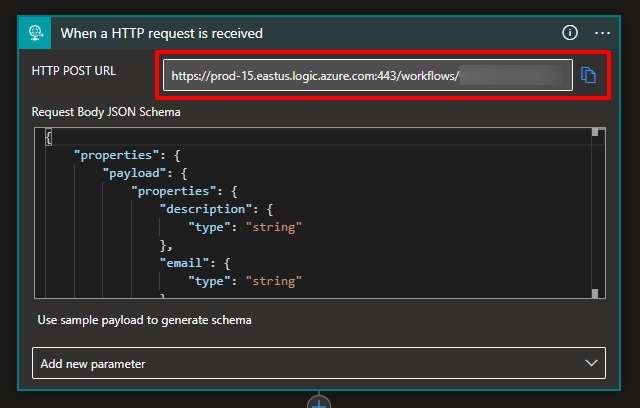 When a HTTP request is received
HTTP POST URL
https://prod-15.eastus.logic.azure.com:443/workflows/
Request Body JSON Schema
{
"properties": {
"payload": {
"properties": {
"description": {
"type": "string"
},
"email": {
"type": "string"
Use sample payload to generate schema
Add new parameter